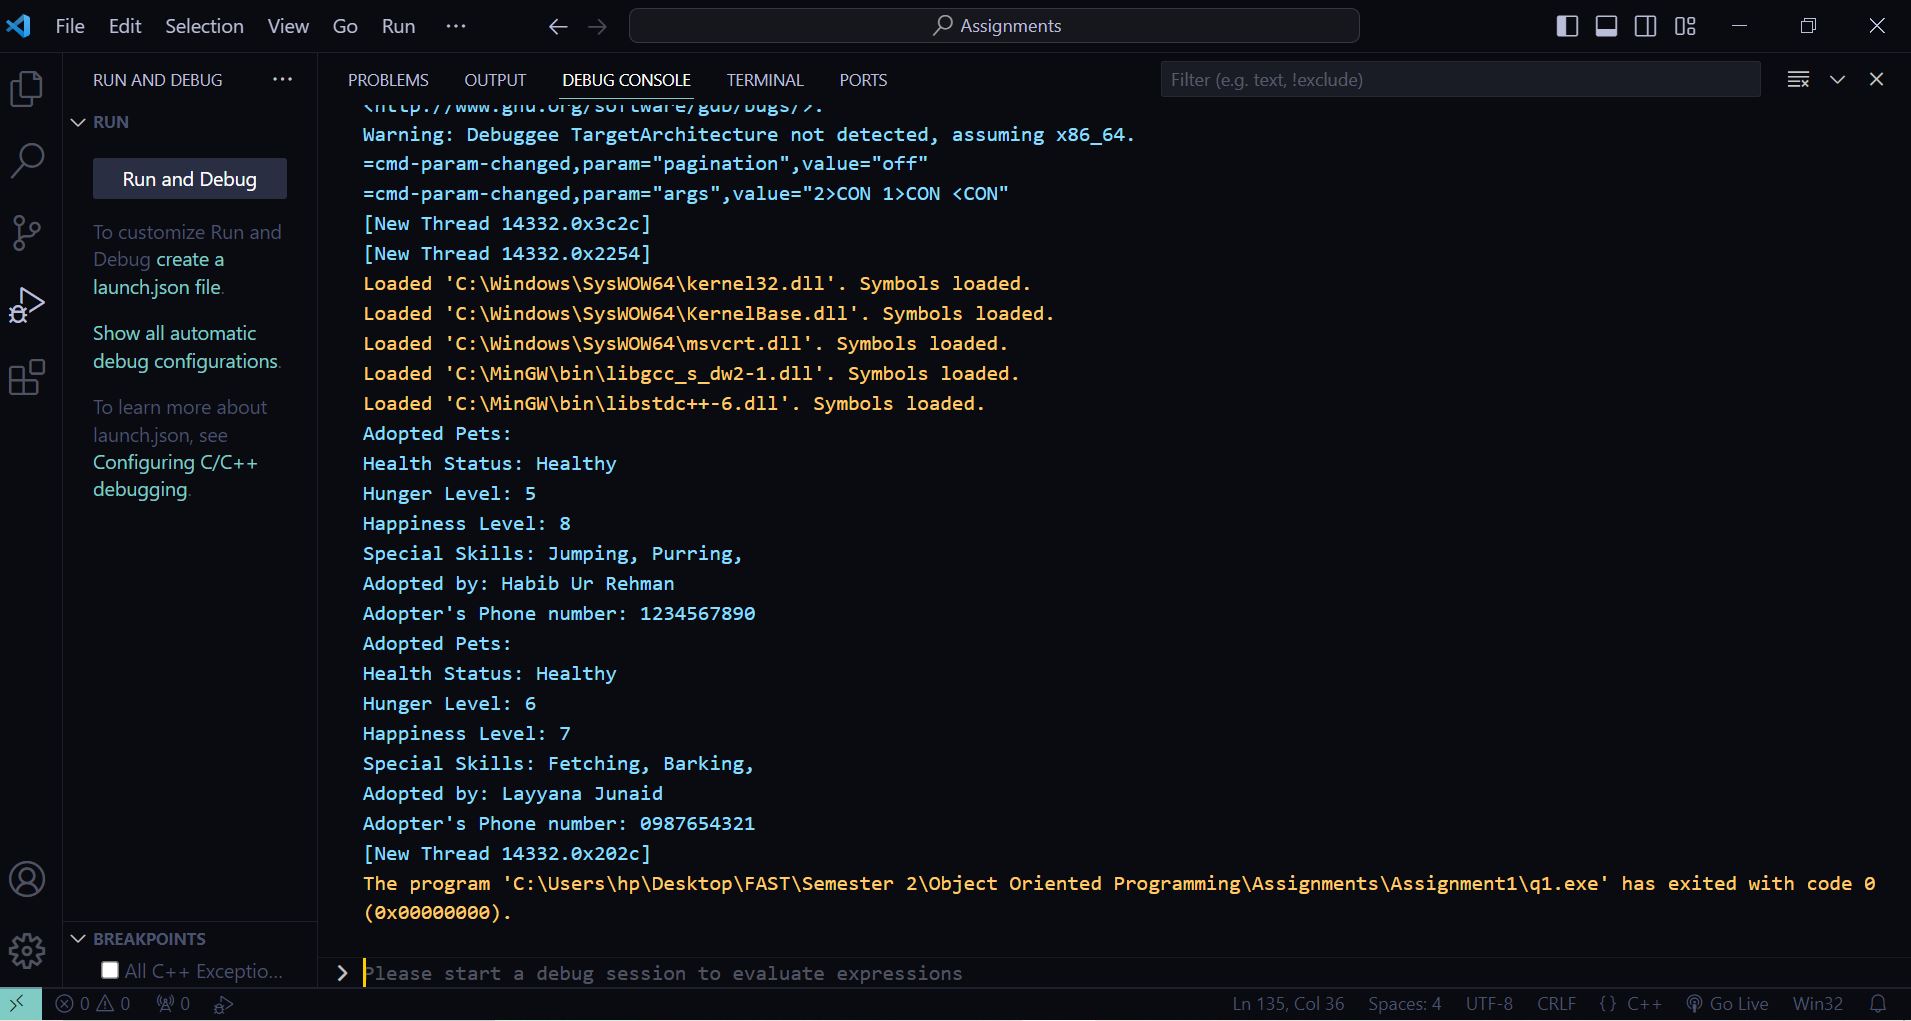 File Edit Selection View Go Run ···
Assignments
RUN AND DEBUG ···
RUN
Run and Debug
To customize Run and
Debug create a
launch.json file.
Show all automatic
debug configurations.
To learn more about
launch.json, see
Configuring C/C++
debugging.
BREAKPOINTS
All C++ Exceptio...
PROBLEMS OUTPUT DEBUG CONSOLE TERMINAL PORTS
Filter (e.g. text, !exclude)
<http://www.gnu.org/software/gdb/bugs/>.
Warning: Debuggee TargetArchitecture not detected, assuming x86_64.
=cmd-param-changed,param="pagination",value="off"
=cmd-param-changed,param="args",value="2>CON 1>CON <CON"
[New Thread 14332.0x3c2c]
[New Thread 14332.0x2254]
Loaded 'C:\Windows\SysWOW64\kernel32.dll'. Symbols loaded.
Loaded 'C:\Windows\SysWOW64\KernelBase.dll'. Symbols loaded.
Loaded 'C:\Windows\SysWOW64\msvcrt.dll'. Symbols loaded.
Loaded 'C:\MinGW\bin\libgcc_s_dw2-1.dll'. Symbols loaded.
Loaded 'C:\MinGW\bin\libstdc++-6.dll'. Symbols loaded.
Adopted Pets:
Health Status: Healthy
Hunger Level: 5
Happiness Level: 8
Special Skills: Jumping, Purring,
Adopted by: Habib Ur Rehman
Adopter's Phone number: 1234567890
Adopted Pets:
Health Status: Healthy
Hunger Level: 6
Happiness Level: 7
Special Skills: Fetching, Barking,
Adopted by: Layyana Junaid
Adopter's Phone number: 0987654321
[New Thread 14332.0x202c]
The program 'C:\Users\hp\Desktop\FAST\Semester 2\Object Oriented Programming\Assignments\Assignment1\q1.exe' has exited with code 0
(0x00000000).
Please start a debug session to evaluate expressions
0 0 0 Ln 135, Col 36 Spaces: 4 UTF-8 CRLF {} C++ Go Live Win32